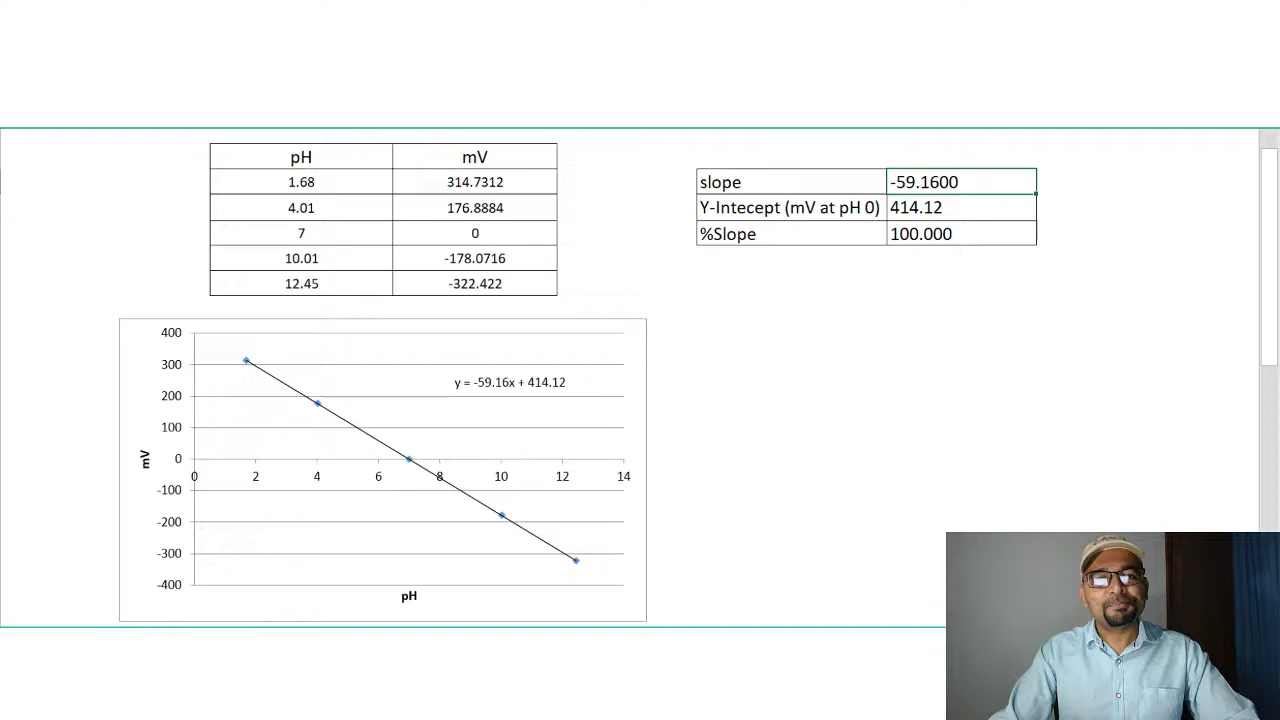 pH mV
1.68 314.7312
4.01 176.8884
7 0
10.01 -178.0716
12.45 -322.422
slope -59.1600
Y-Intecept (mV at pH 0) 414.12
%Slope 100.000
400
300
200
100
0
-100
-200
-300
-400
mV
y = -59.16x + 414.12
0 2 4 6 8 10 12 14
pH